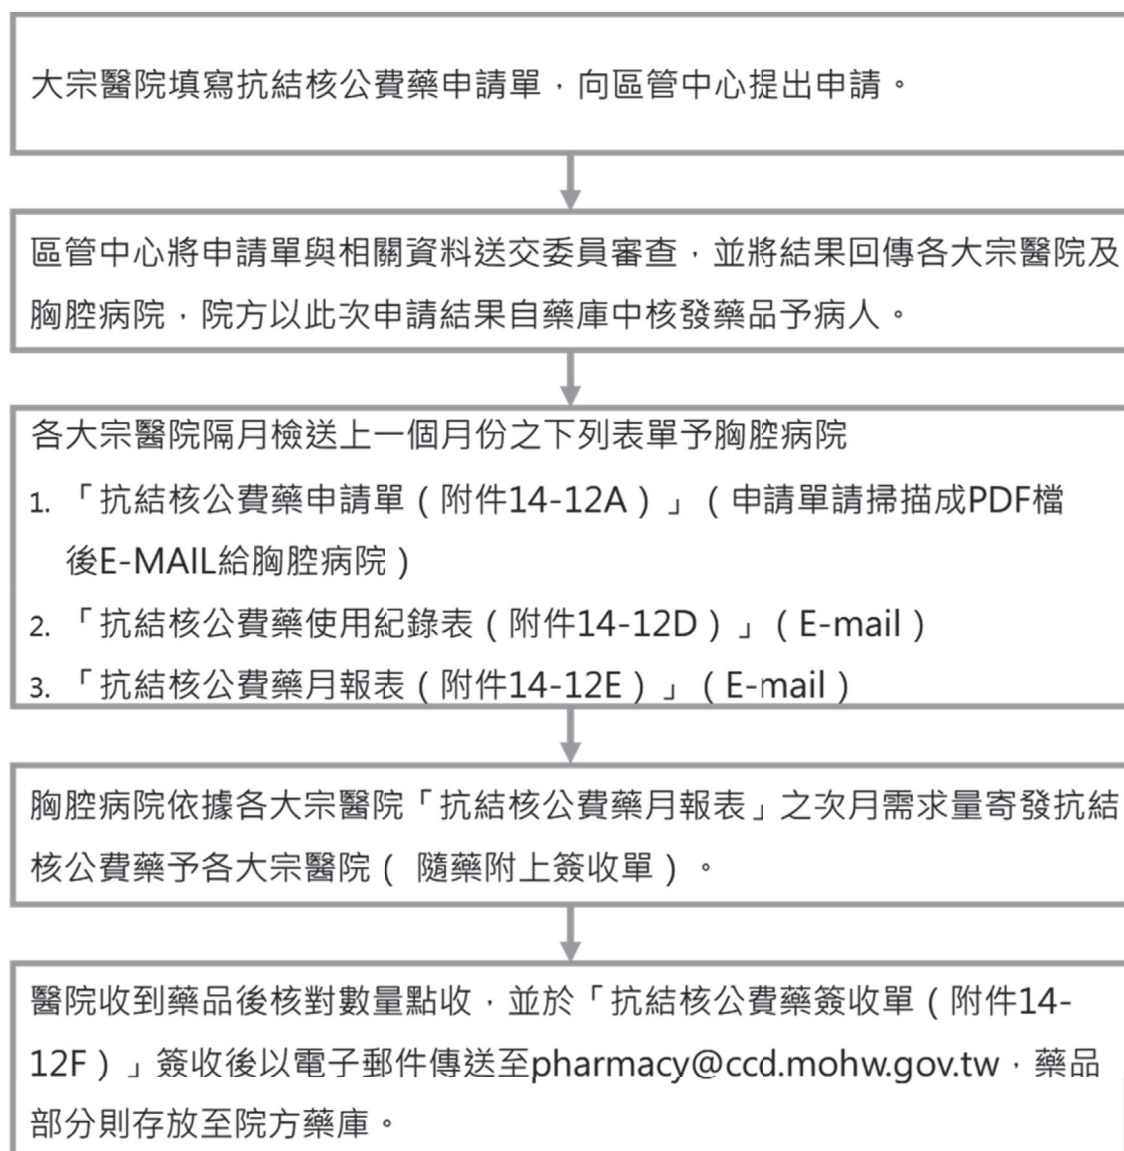 大宗醫院填寫抗結核公費藥申請單，向區管中心提出申請。
區管中心將申請單與相關資料送交委員審查，並將結果回傳各大宗醫院及
胸腔病院，院方以此次申請結果自藥庫中核發藥品予病人。
各大宗醫院隔月檢送上一個月份之下列表單予胸腔病院
1. 「抗結核公費藥申請單（附件14-12A）」（申請單請掃描成PDF檔
後E-MAIL給胸腔病院）
2. 「抗結核公費藥使用紀錄表（附件14-12D）」（E-mail）
3. 「抗結核公費藥月報表（附件14-12E）」（E-mail）
胸腔病院依據各大宗醫院「抗結核公費藥月報表」之次月需求量寄發抗結
核公費藥予各大宗醫院（ 隨藥附上簽收單）。
醫院收到藥品後核對數量點收，並於「抗結核公費藥簽收單（附件14-
12F）」簽收後以電子郵件傳送至pharmacy@ccd.mohw.gov.tw，藥品
部分則存放至院方藥庫。